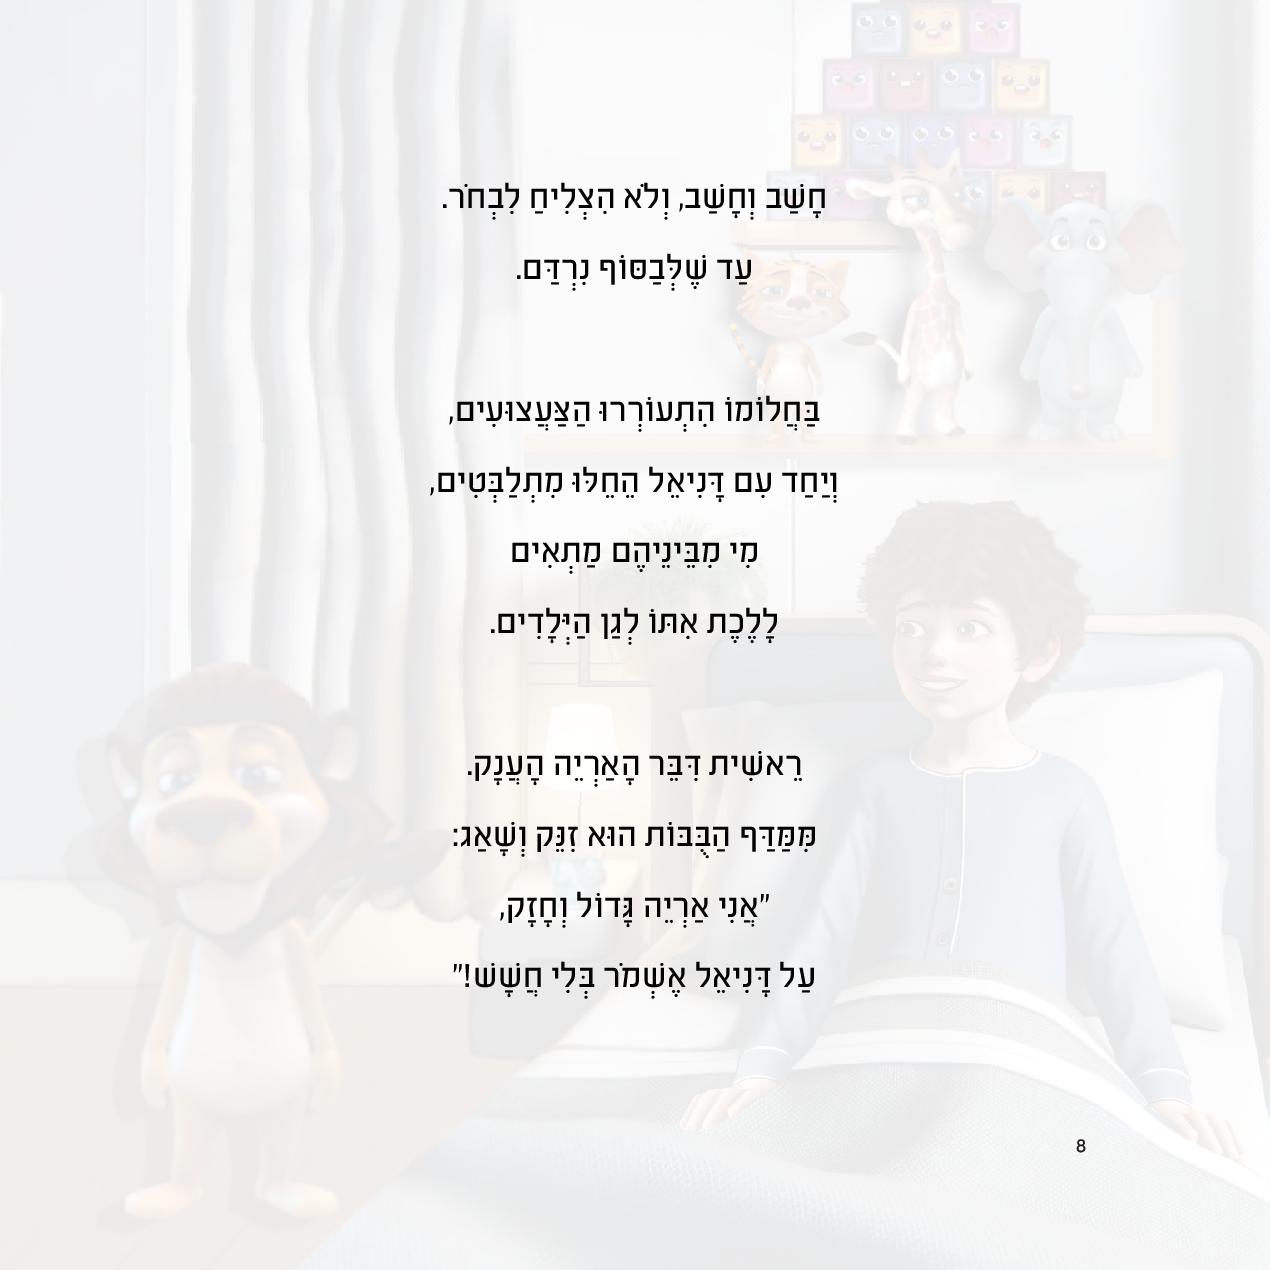 חָשַׁב וְחָשַׁב, וְלֹא הִצְלִיחַ לִבְחֹר.
עַד שֶׁלְּבַסּוֹף נִרְדַּם.
בַּחֲלוֹמוֹ הִתְעוֹרְרוּ הַצַּעֲצוּעִים,
וְיַחַד עִם דָּנִיאֵל הֵחֵלּוּ מִתְלַבְּטִים,
מִי מִבֵּינֵיהֶם מַתְאִים
לָלֶכֶת אִתּוֹ לְגַן הַיְּלָדִים.
רֵאשִׁית דִּבֵּר הָאַרְיֵה הָעֲנָק.
מִּמַּדַּף הַבֻּבּוֹת הוּא זִנֵּק וְשָׁאַג:
"אֲנִי אַרְיֵה גָּדוֹל וְחָזָק,
עַל דָּנִיאֵל אֶשְׁמֹר בְּלִי חֲשָׁשׁ!"
8